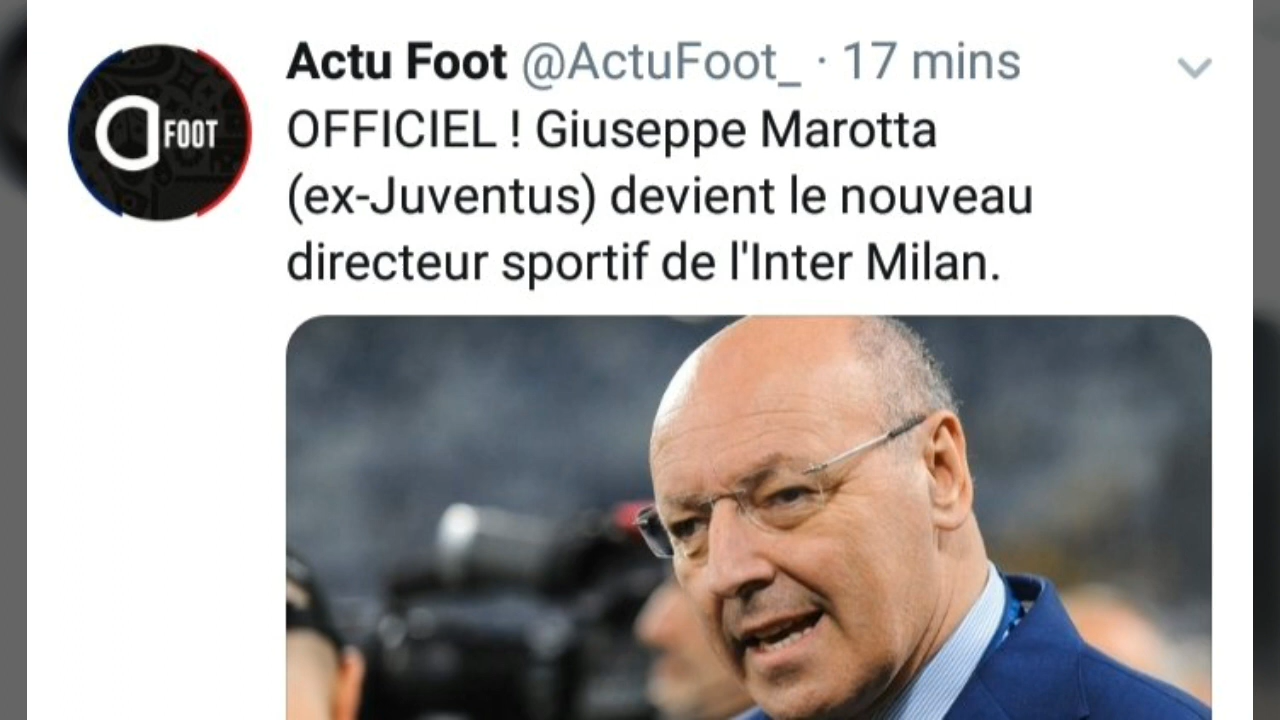 Actu Foot @ActuFoot_ · 17 mins
FOOT
OFFICIEL ! Giuseppe Marotta
(ex-Juventus) devient le nouveau
directeur sportif de l'Inter Milan.